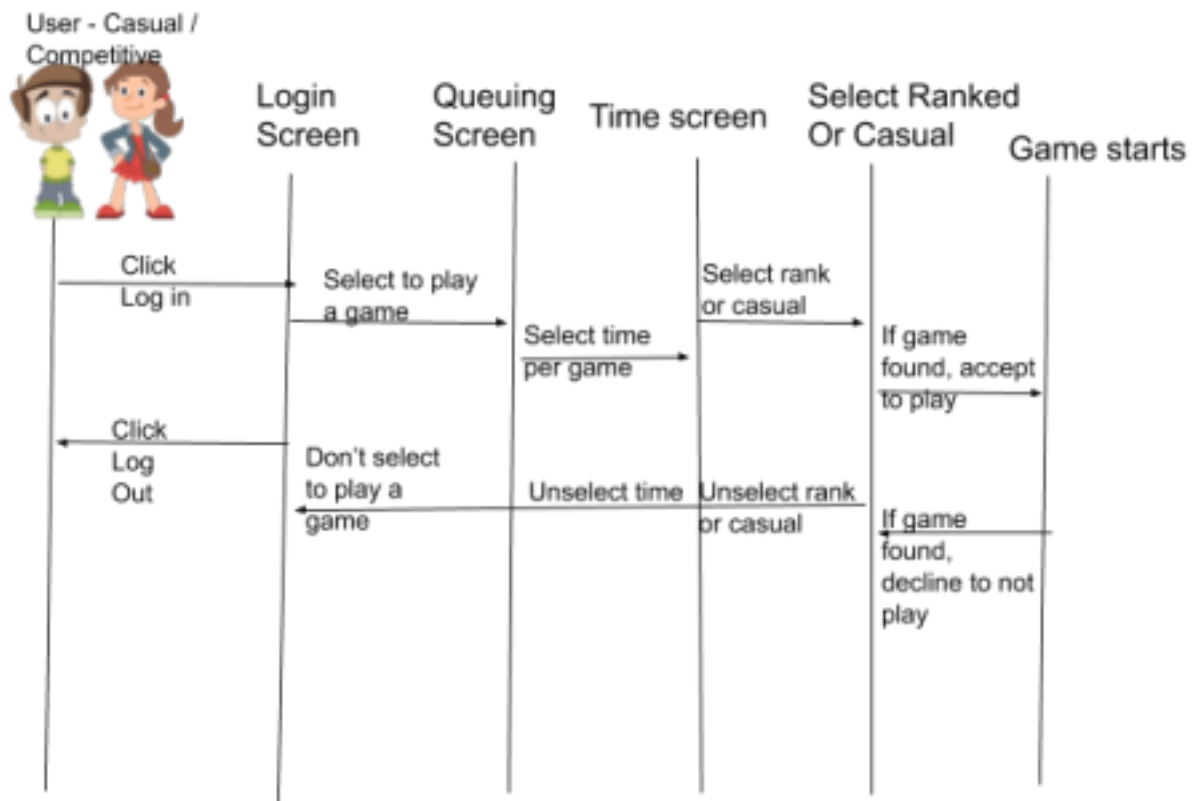 User - Casual /
Competitive
Login
Screen
Queuing
Screen
Time screen
Select Ranked
Or Casual
Game starts
Click
Log in
Select to play
a game
Select time
per game
Select rank
or casual
If game
found, accept
to play
Click
Log
Out
Don't select
to play a
game
Unselect time
Unselect rank
or casual
If game
found,
decline to not
play